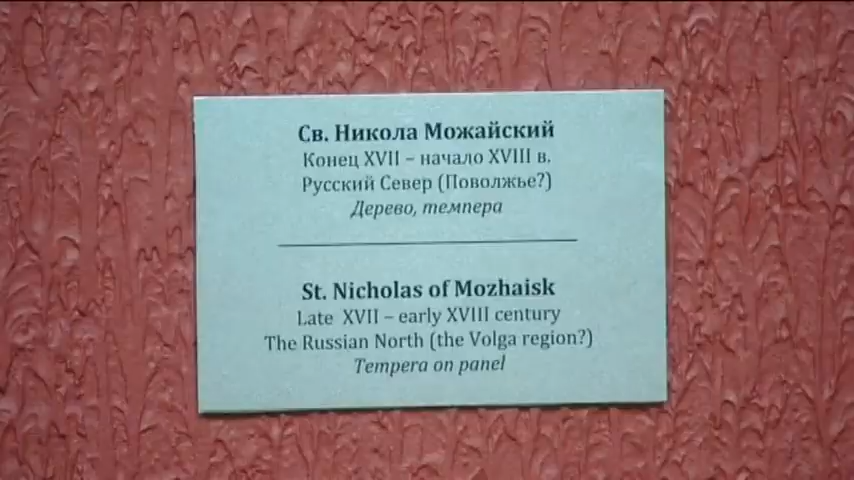 Св. Никола Можайский
Конец XVII – начало XVIII в.
Русский Север (Поволжье?)
Дерево, темпера
St. Nicholas of Mozhaisk
Late XVII – early XVIII century
The Russian North (the Volga region?)
Tempera on panel